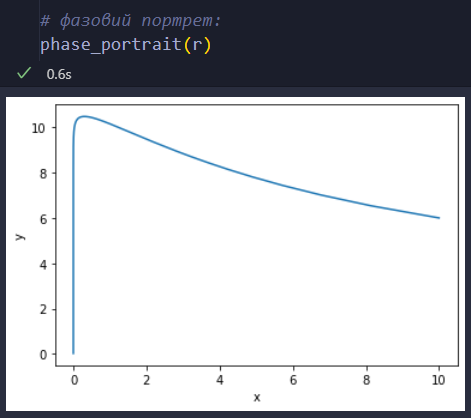 # фазовий портрет:
phase_portrait(r)
✓ 0.6s
10
8
6
4
2
0
y
0 2 4 6 8 10
x